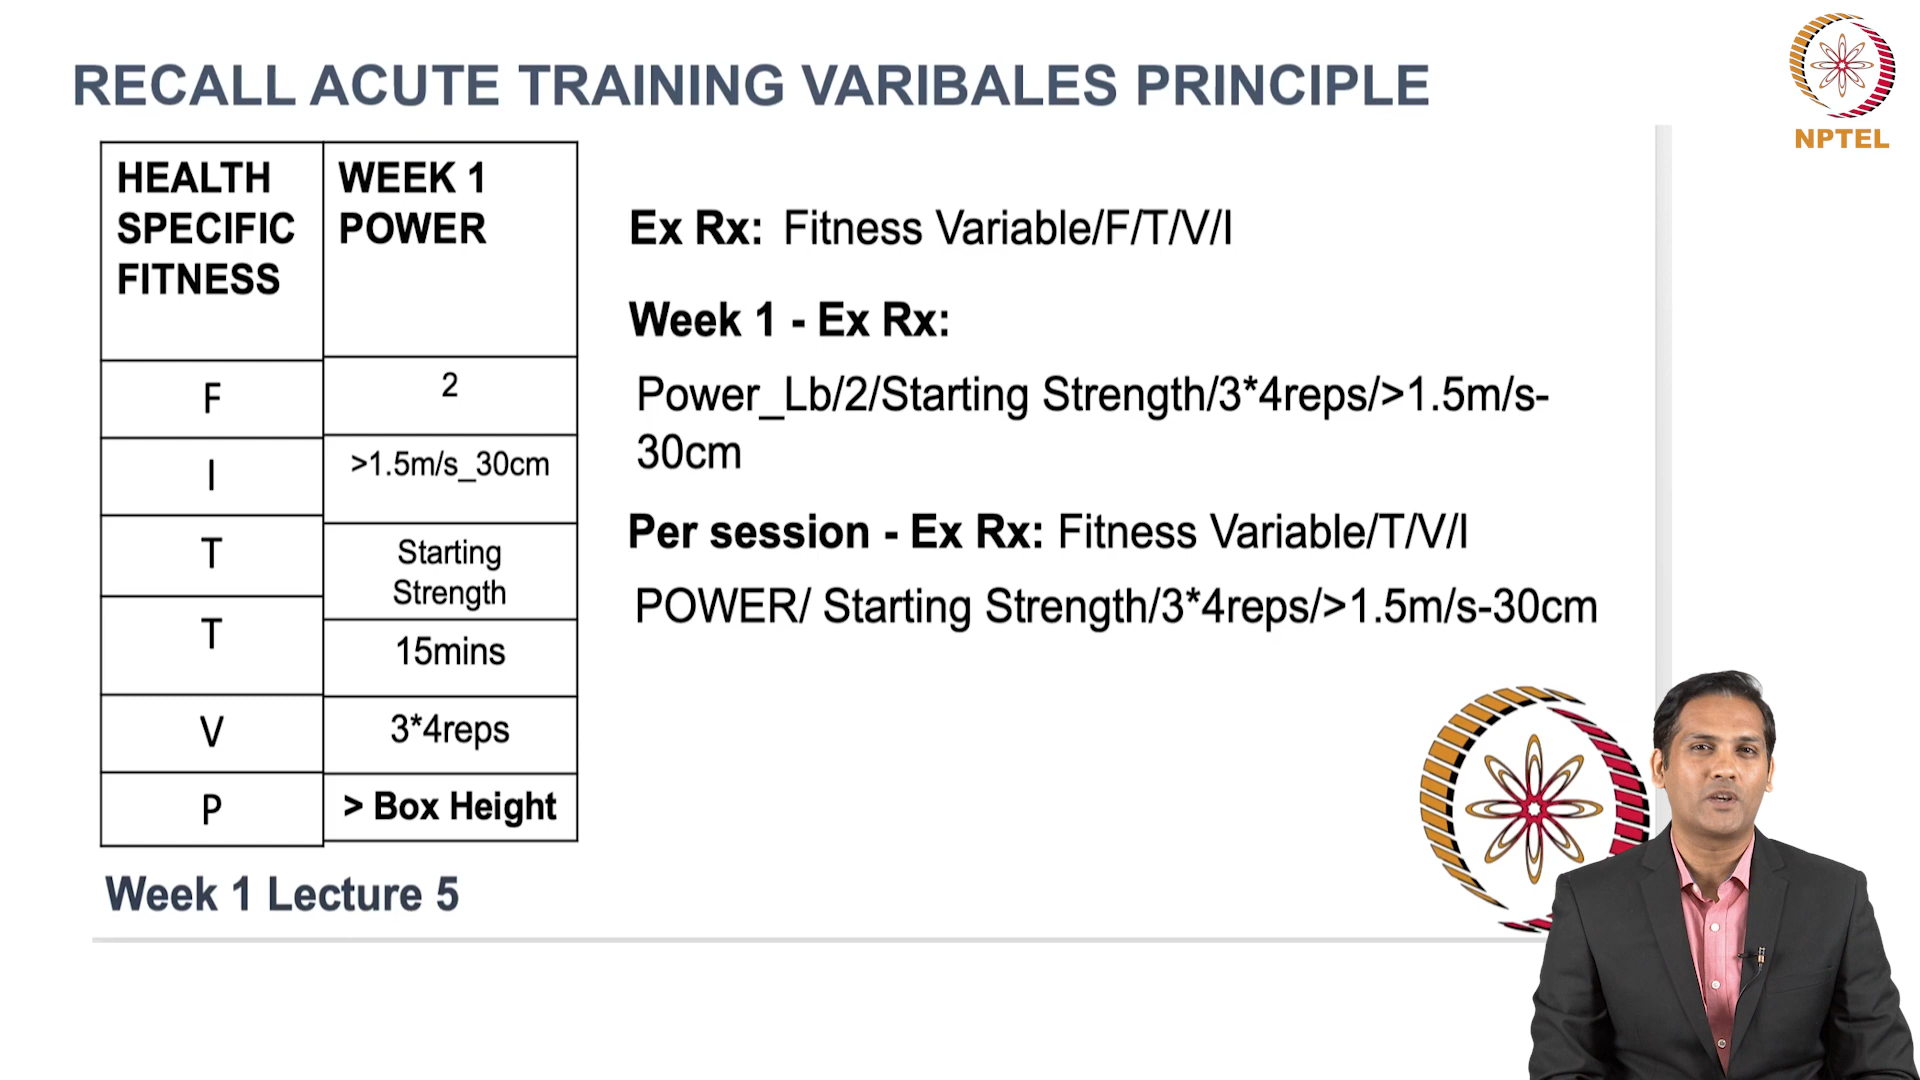 RECALL ACUTE TRAINING VARIBALES PRINCIPLE
NPTEL
HEALTH
SPECIFIC
FITNESS
WEEK 1
POWER
F
2
I
>1.5m/s_30cm
T
Starting
Strength
T
15mins
V
3*4reps
P
> Box Height
Ex Rx: Fitness Variable/F/T/V/I
Week 1 - Ex Rx:
Power_Lb/2/Starting Strength/3*4reps/>1.5m/s-
30cm
Per session - Ex Rx: Fitness Variable/T/V/I
POWER/ Starting Strength/3*4reps/>1.5m/s-30cm
Week 1 Lecture 5